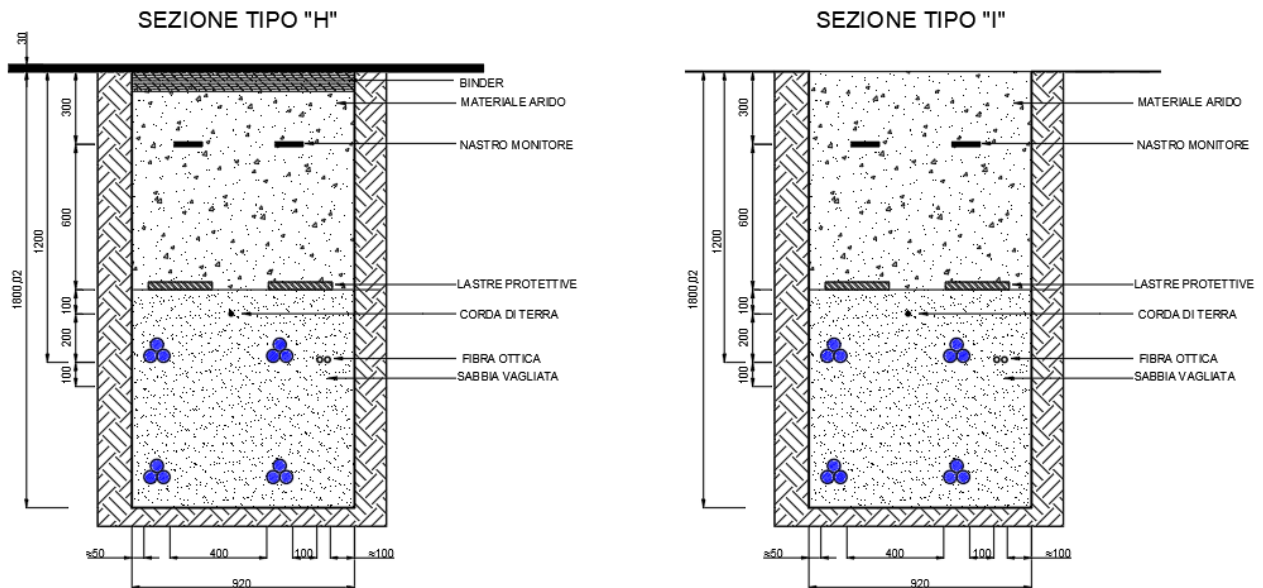 SEZIONE TIPO "H"
30
BINDER
MATERIALE ARIDO
300
NASTRO MONITORE
600
1200
1800,02
LASTRE PROTETTIVE
100
CORDA DI TERRA
200
FIBRA OTTICA
100
SABBIA VAGLIATA
≈50
400
100
≈100
920
SEZIONE TIPO "I"
MATERIALE ARIDO
300
NASTRO MONITORE
600
1200
1800,02
LASTRE PROTETTIVE
100
CORDA DI TERRA
200
FIBRA OTTICA
100
SABBIA VAGLIATA
≈50
400
100
≈100
920